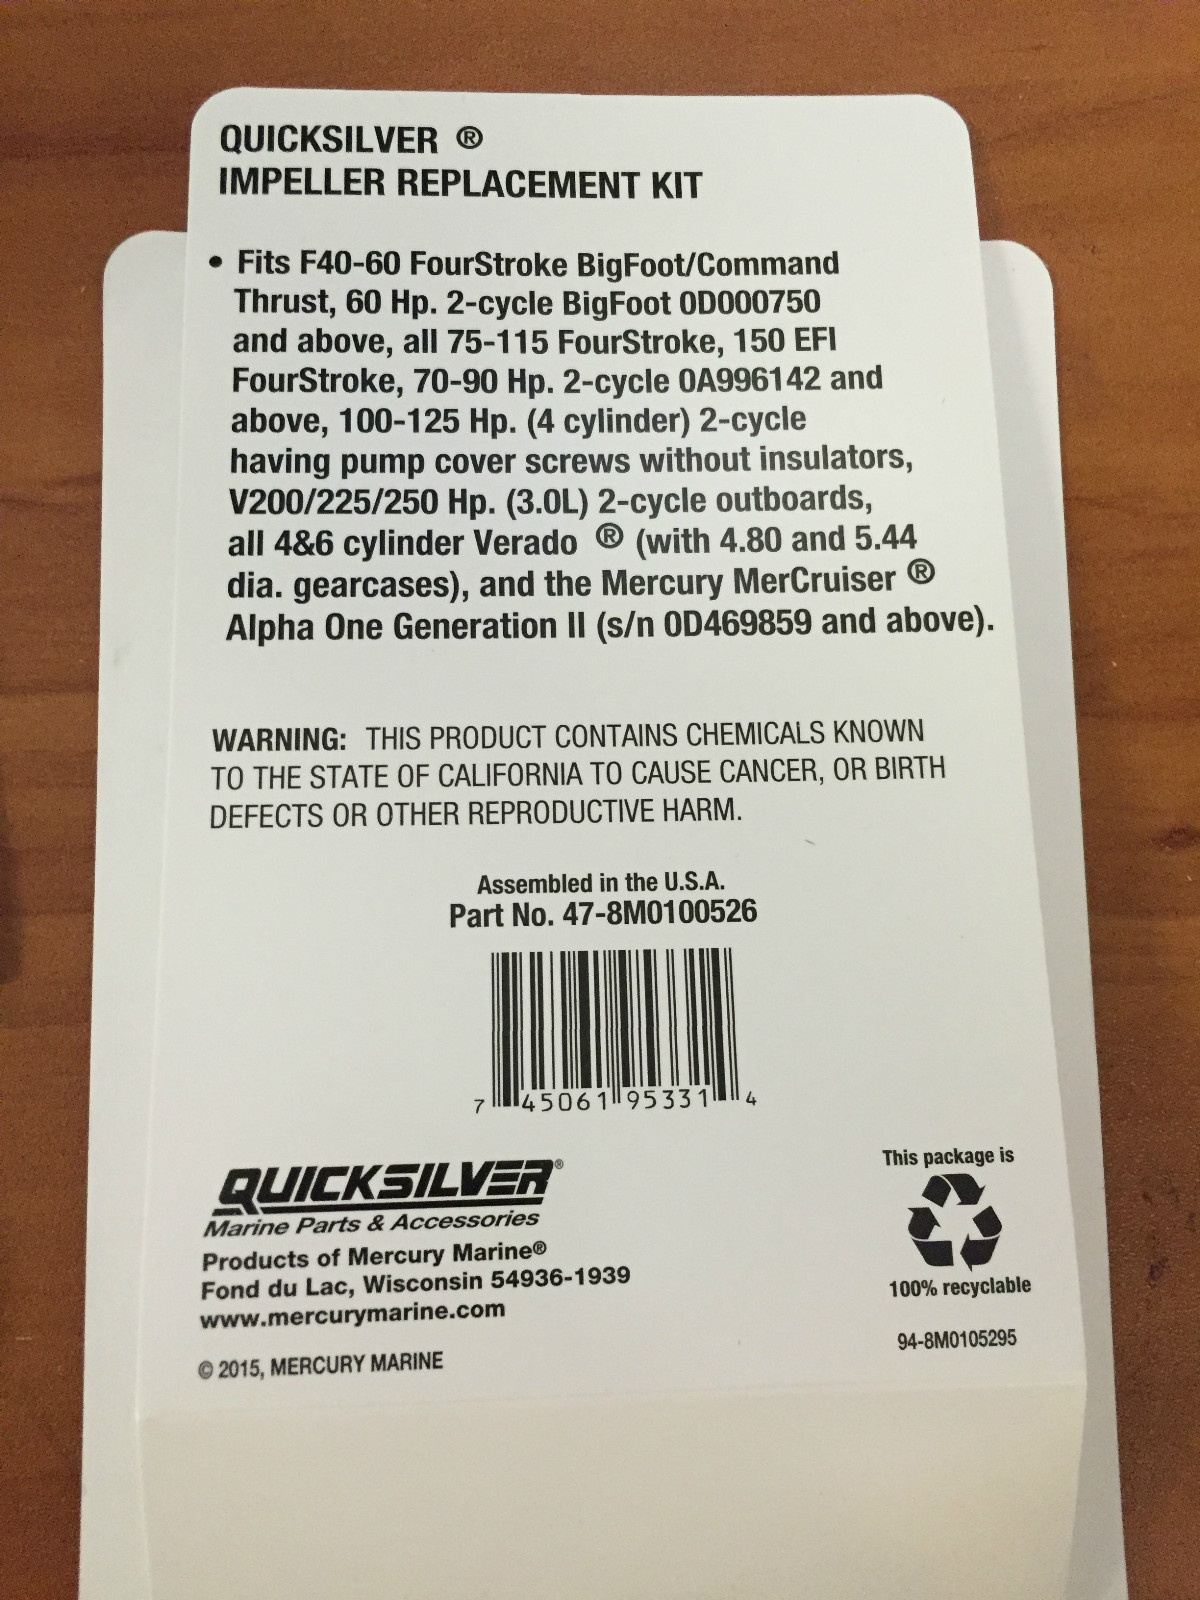 QUICKSILVER ®
IMPELLER REPLACEMENT KIT
• Fits F40-60 FourStroke BigFoot/Command
Thrust, 60 Hp. 2-cycle BigFoot 0D000750
and above, all 75-115 FourStroke, 150 EFI
FourStroke, 70-90 Hp. 2-cycle 0A996142 and
above, 100-125 Hp. (4 cylinder) 2-cycle
having pump cover screws without insulators,
V200/225/250 Hp. (3.0L) 2-cycle outboards,
all 4&6 cylinder Verado ® (with 4.80 and 5.44
dia. gearcases), and the Mercury MerCruiser ®
Alpha One Generation II (s/n 0D469859 and above).
WARNING: THIS PRODUCT CONTAINS CHEMICALS KNOWN
TO THE STATE OF CALIFORNIA TO CAUSE CANCER, OR BIRTH
DEFECTS OR OTHER REPRODUCTIVE HARM.
Assembled in the U.S.A.
Part No. 47-8M0100526
7 45061 95331 4
QUICKSILVER®
Marine Parts & Accessories
Products of Mercury Marine®
Fond du Lac, Wisconsin 54936-1939
www.mercurymarine.com
© 2015, MERCURY MARINE
This package is
100% recyclable
94-8M0105295